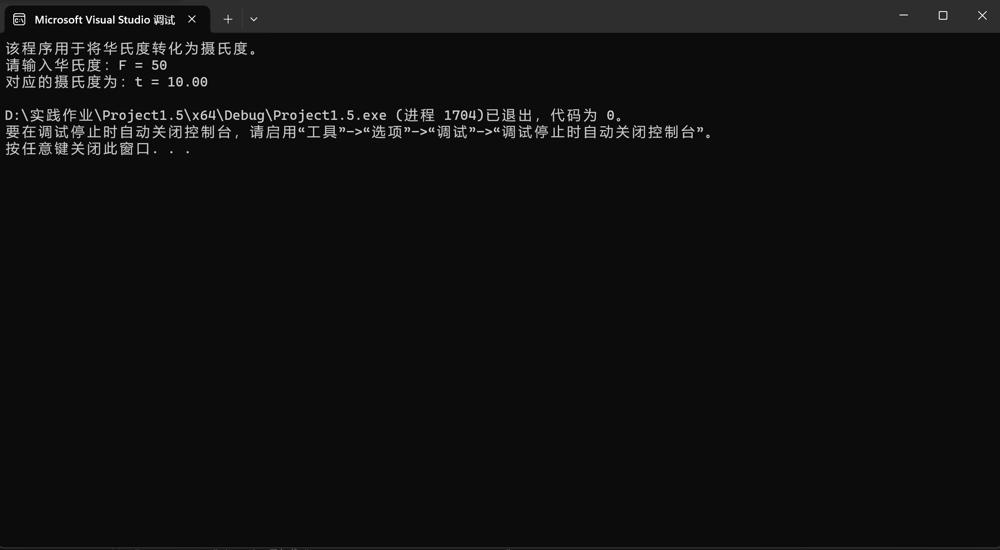 Microsoft Visual Studio 调试
该程序用于将华氏度转化为摄氏度。
请输入华氏度：F = 50
对应的摄氏度为：t = 10.00
D:\实践作业\Project1.5\x64\Debug\Project1.5.exe (进程 1704)已退出，代码为 0。
要在调试停止时自动关闭控制台，请启用“工具”->“选项”->“调试”->“调试停止时自动关闭控制台”。
按任意键关闭此窗口. . .